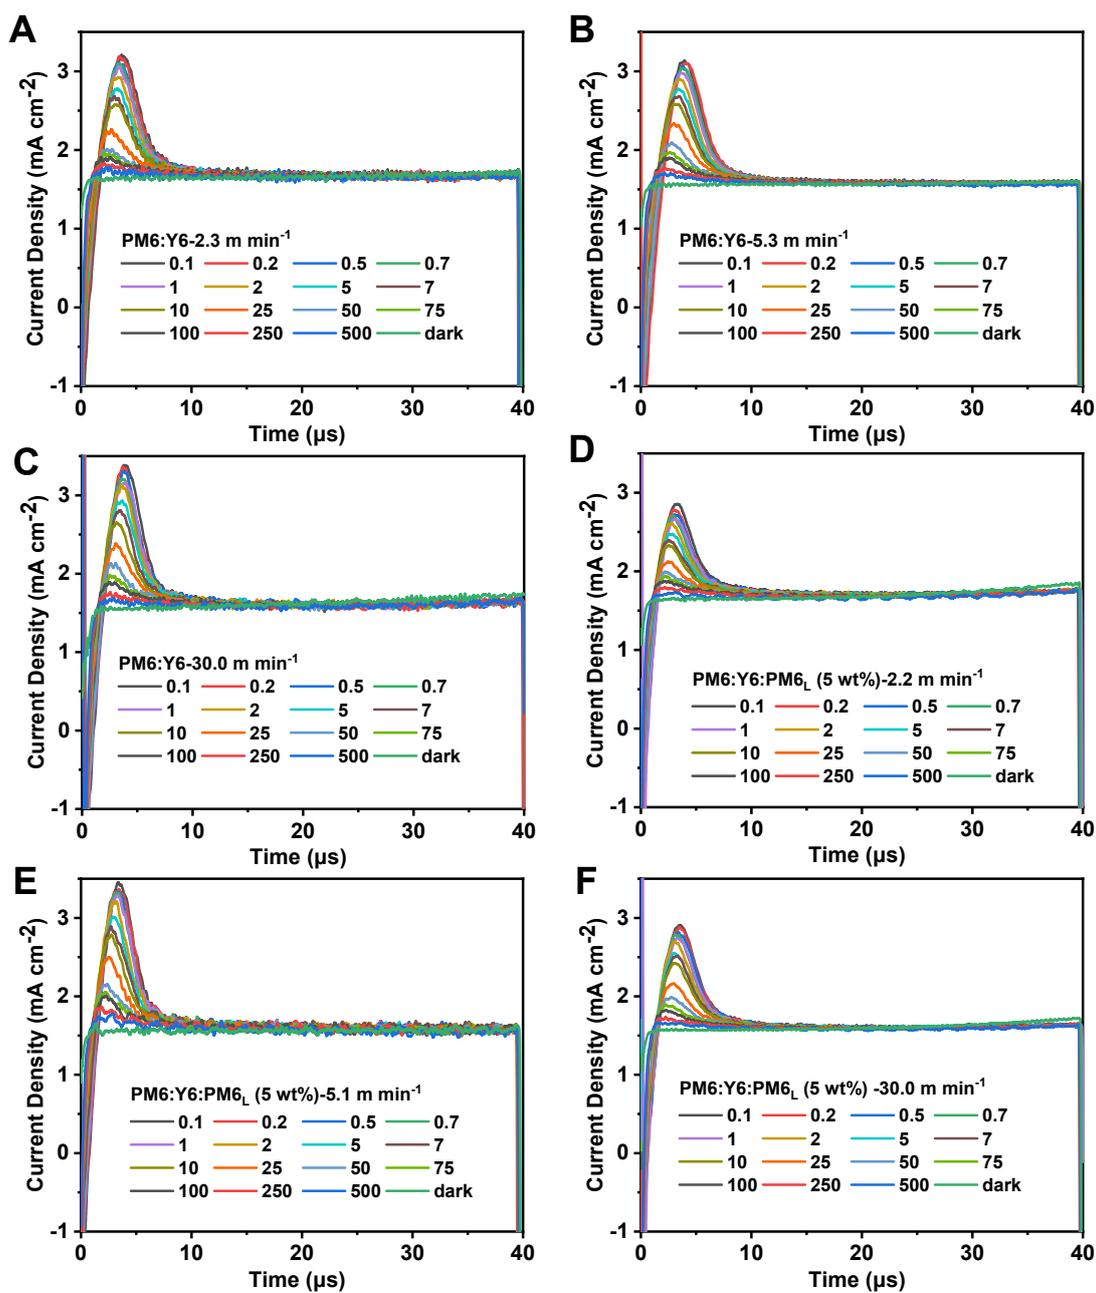 A
Current Density (mA cm-2)
3
2
1
0
-1
PM6:Y6-2.3 m min-1
0.1 0.2 0.5 0.7
1 2 5 7
10 25 50 75
100 250 500 dark
0 10 20 30 40
Time (µs)
B
Current Density (mA cm-2)
3
2
1
0
-1
PM6:Y6-5.3 m min-1
0.1 0.2 0.5 0.7
1 2 5 7
10 25 50 75
100 250 500 dark
0 10 20 30 40
Time (µs)
C
Current Density (mA cm-2)
3
2
1
0
-1
PM6:Y6-30.0 m min-1
0.1 0.2 0.5 0.7
1 2 5 7
10 25 50 75
100 250 500 dark
0 10 20 30 40
Time (µs)
D
Current Density (mA cm-2)
3
2
1
0
-1
PM6:Y6:PM6L (5 wt%)-2.2 m min-1
0.1 0.2 0.5 0.7
1 2 5 7
10 25 50 75
100 250 500 dark
0 10 20 30 40
Time (µs)
E
Current Density (mA cm-2)
3
2
1
0
-1
PM6:Y6:PM6L (5 wt%)-5.1 m min-1
0.1 0.2 0.5 0.7
1 2 5 7
10 25 50 75
100 250 500 dark
0 10 20 30 40
Time (µs)
F
Current Density (mA cm-2)
3
2
1
0
-1
PM6:Y6:PM6L (5 wt%) -30.0 m min-1
0.1 0.2 0.5 0.7
1 2 5 7
10 25 50 75
100 250 500 dark
0 10 20 30 40
Time (µs)